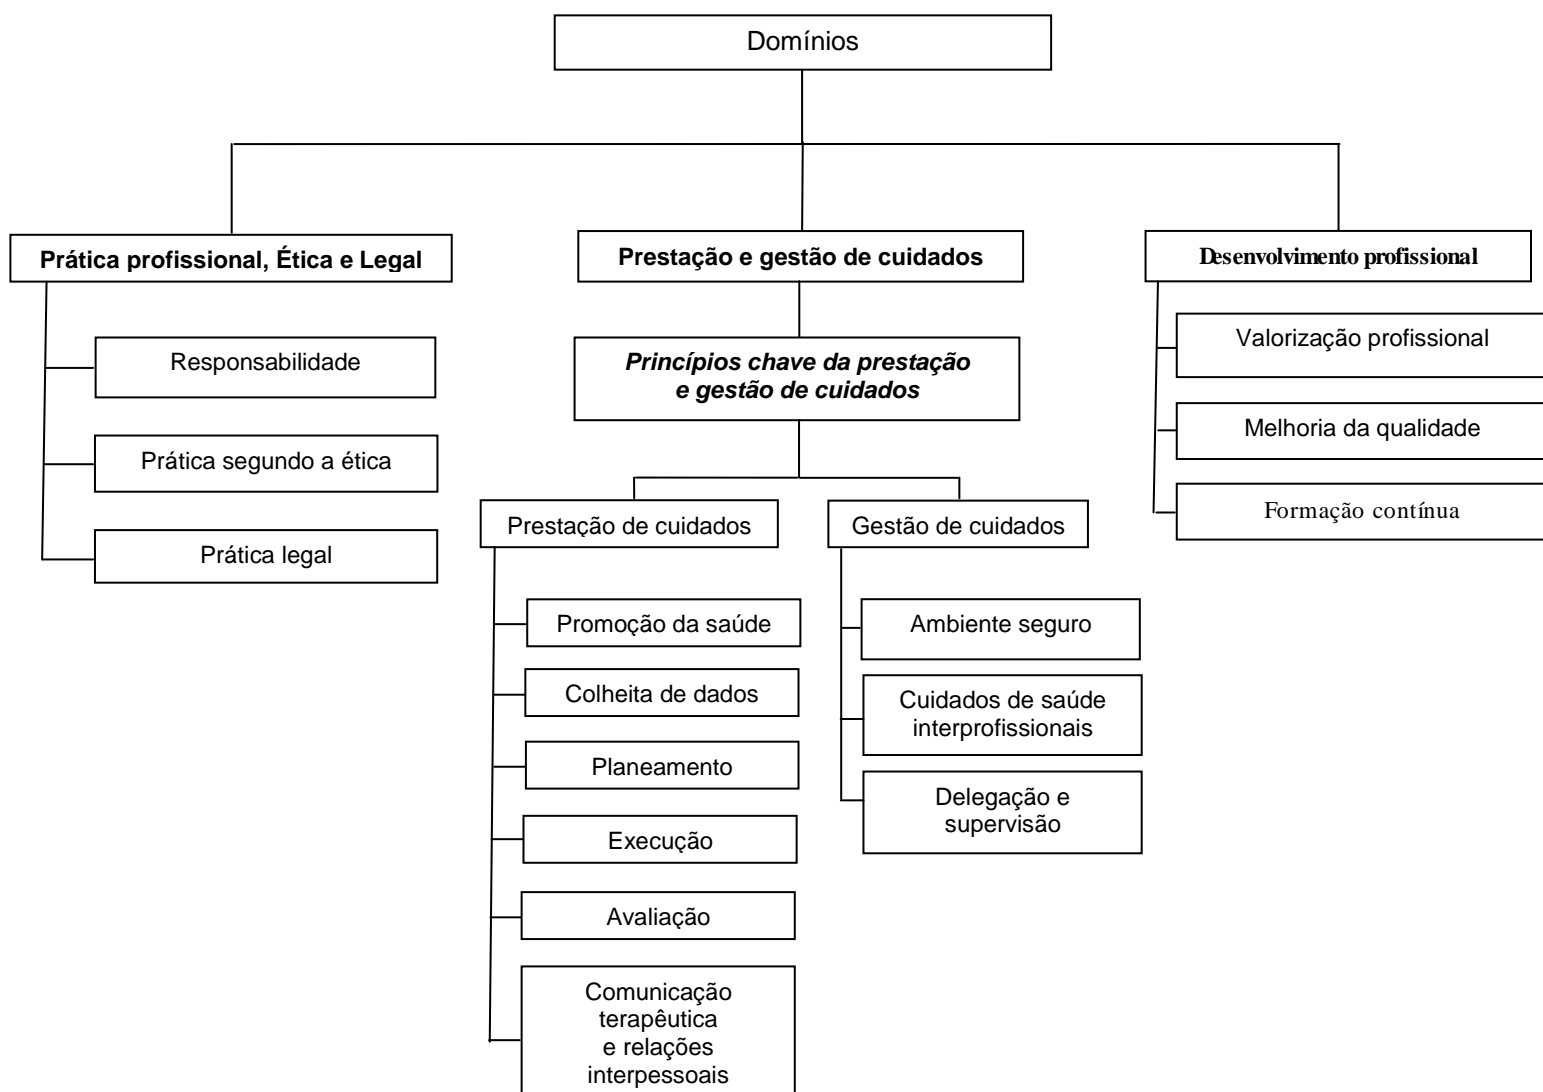 Domínios
Prática profissional, Ética e Legal
Responsabilidade
Prática segundo a ética
Prática legal
Prestação e gestão de cuidados
Princípios chave da prestação
e gestão de cuidados
Prestação de cuidados
Promoção da saúde
Colheita de dados
Planeamento
Execução
Avaliação
Comunicação
terapêutica
e relações
interpessoais
Gestão de cuidados
Ambiente seguro
Cuidados de saúde
interprofissionais
Delegação e
supervisão
Desenvolvimento profissional
Valorização profissional
Melhoria da qualidade
Formação contínua